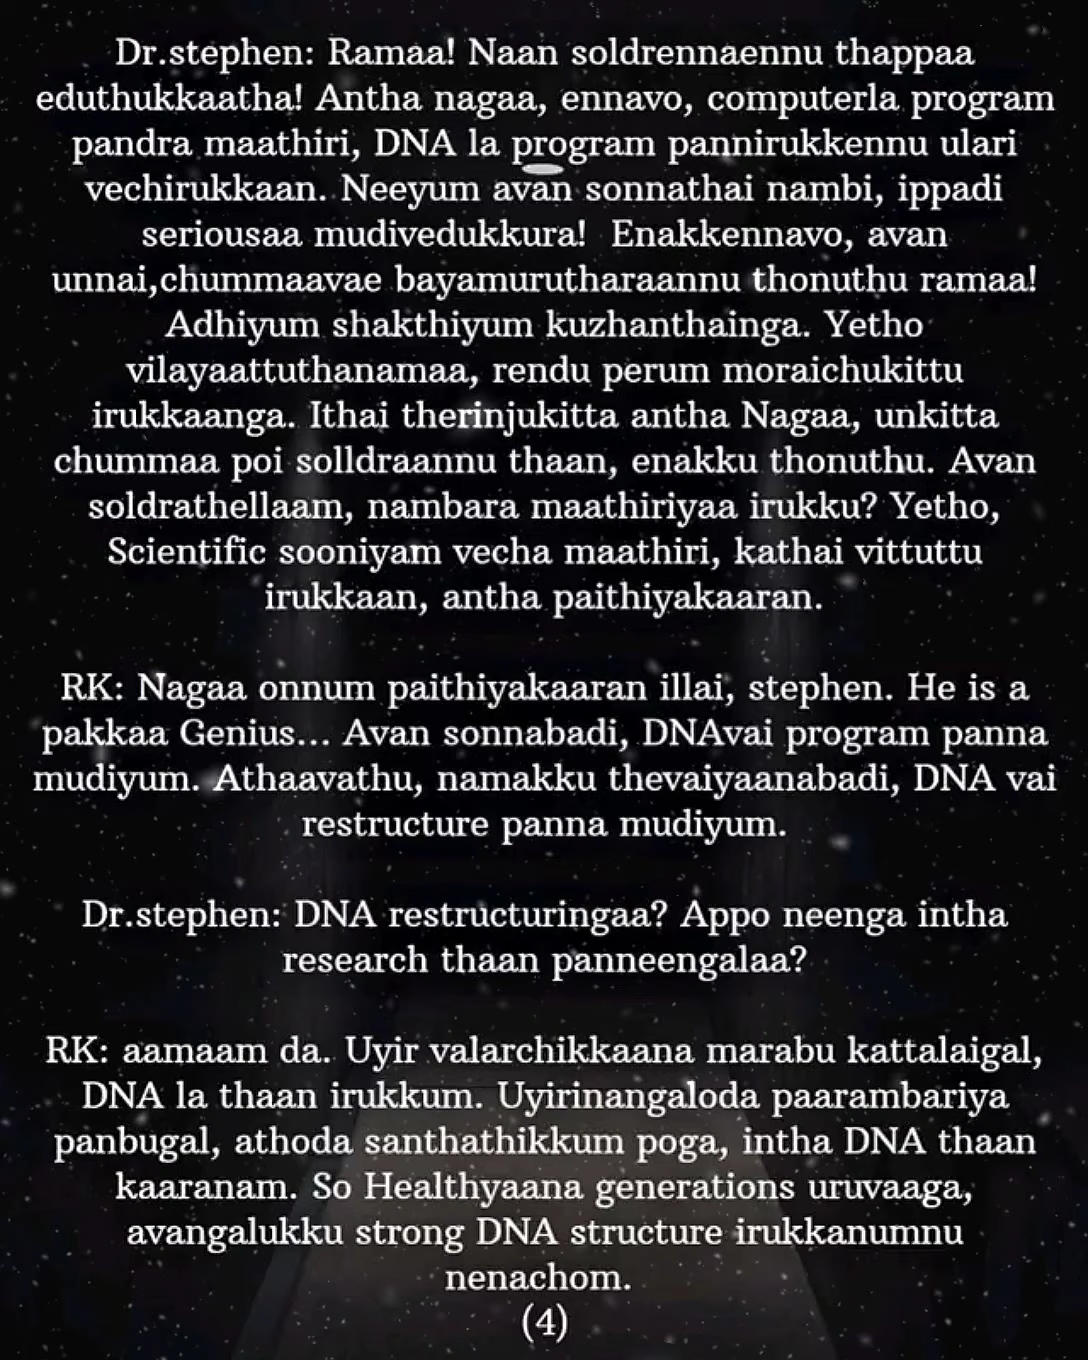 Dr.stephen: Ramaa! Naan soldrennaennu thappaa
eduthukkaatha! Antha nagaa, ennavo, computerla program
pandra maathiri, DNA la program pannirukkennu ulari
vechirukkaan. Neeyum avan sonnathai nambi, ippadi
seriousaa mudivedukkura!  Enakkennavo, avan
unnai,chummaavae bayamurutharaannu thonuthu ramaa!
Adhiyum shakthiyum kuzhanthainga. Yetho
vilayaattuthanamaa, rendu perum moraichukittu
irukkaanga. Ithai therinjukitta antha Nagaa, unkitta
chummaa poi solldraannu thaan, enakku thonuthu. Avan
soldrathellaam, nambara maathiriyaa irukku? Yetho,
Scientific sooniyam vecha maathiri, kathai vittuttu
irukkaan, antha paithiyakaaran.
RK: Nagaa onnum paithiyakaaran illai, stephen. He is a
pakkaa Genius... Avan sonnabadi, DNAvai program panna
mudiyum. Athaavathu, namakku thevaiyaanabadi, DNA vai
restructure panna mudiyum.
Dr.stephen: DNA restructuringaa? Appo neenga intha
research thaan panneengalaa?
RK: aamaam da. Uyir valarchikkaana marabu kattalaigal,
DNA la thaan irukkum. Uyirinangaloda paarambariya
panbugal, athoda santhathikkum poga, intha DNA thaan
kaaranam. So Healthyaana generations uruvaaga,
avangalukku strong DNA structure irukkanumnu
nenachom.
(4)